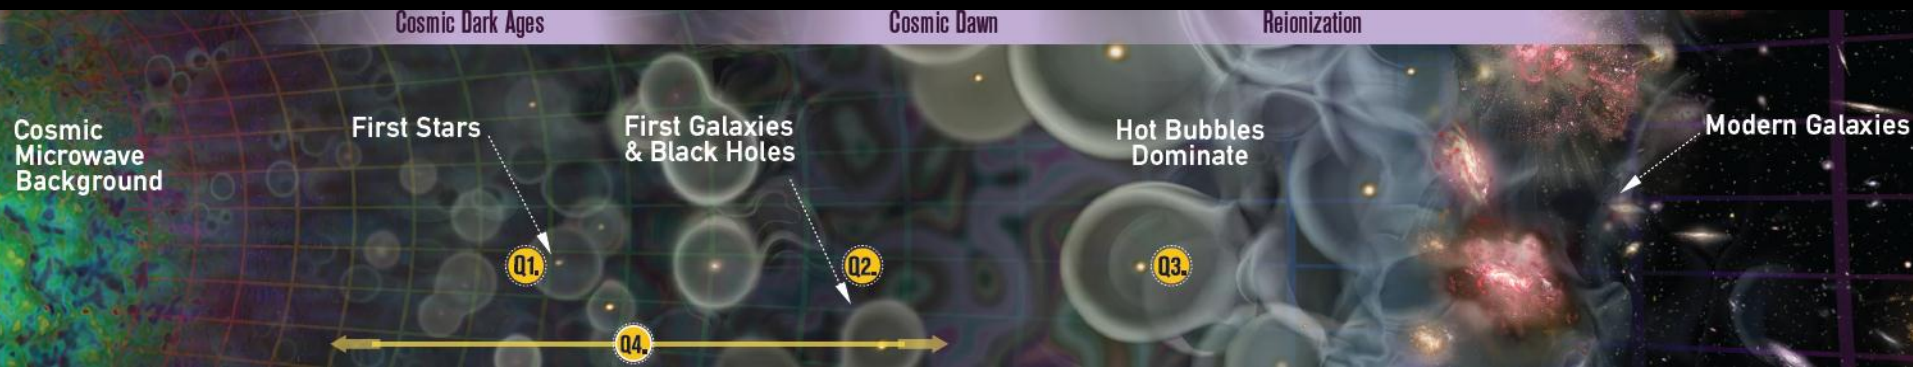 Cosmic Dark Ages
Cosmic Dawn
Reionization
Cosmic
Microwave
Background
First Stars
First Galaxies
& Black Holes
Hot Bubbles
Dominate
Modern Galaxies
Q1.
Q2.
Q3.
Q4.